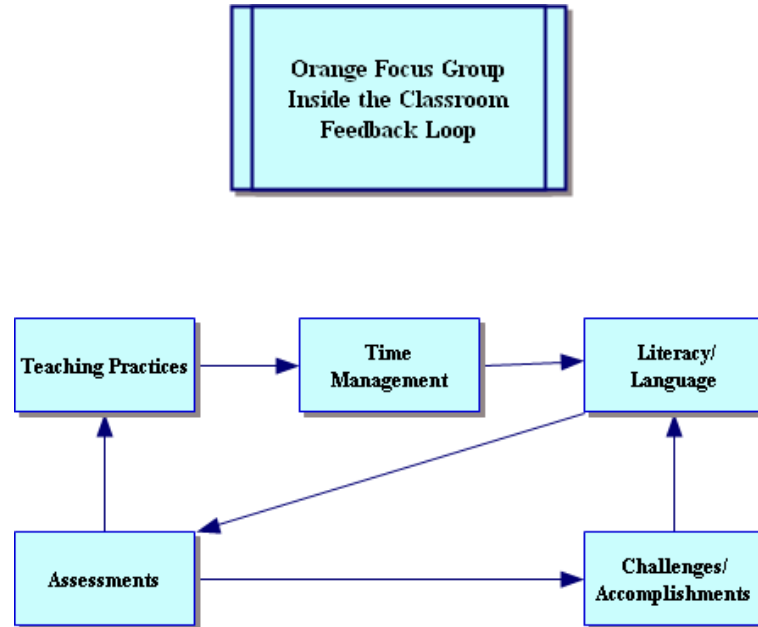 Orange Focus Group
Inside the Classroom
Feedback Loop
Teaching Practices
Time
Management
Literacy/
Language
Assessments
Challenges/
Accomplishments